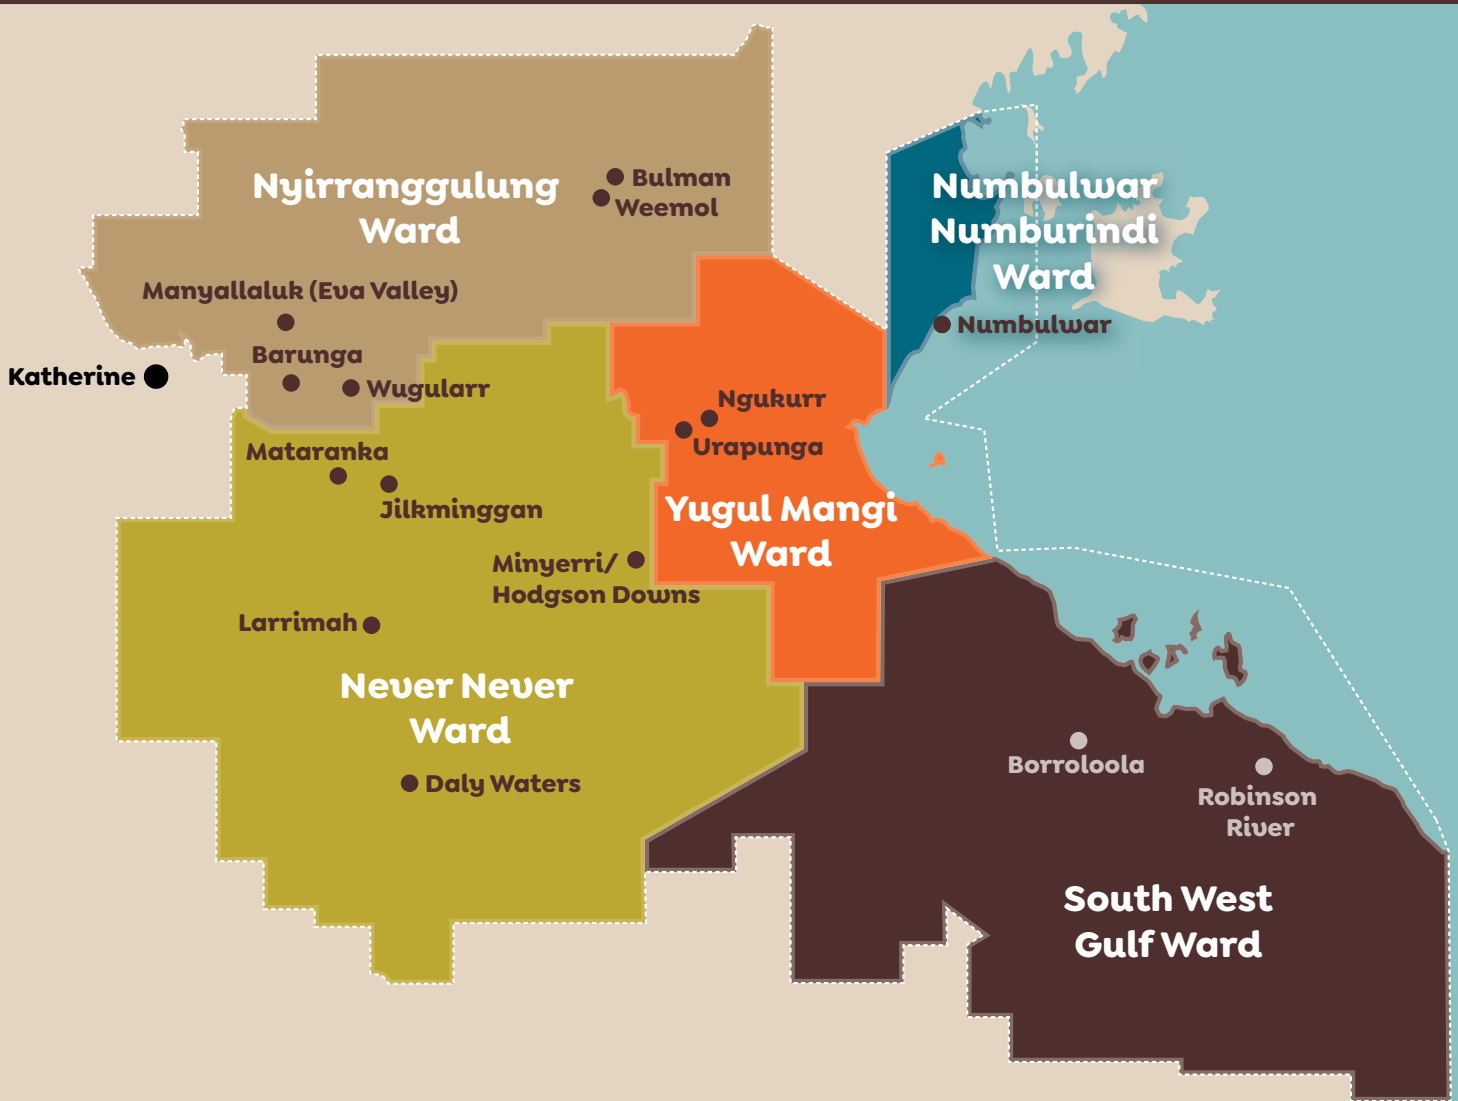 Nyirranggulung
Ward
Bulman
Weemol
Manyallaluk (Eva Valley)
Barunga
Katherine
Wugularr
Numbulwar
Numburindi
Ward
Numbulwar
Ngukurr
Urapunga
Yugul Mangi
Ward
Mataranka
Jilkminggan
Minyerri/
Hodgson Downs
Larrimah
Never Never
Ward
Daly Waters
Borroloola
Robinson
River
South West
Gulf Ward